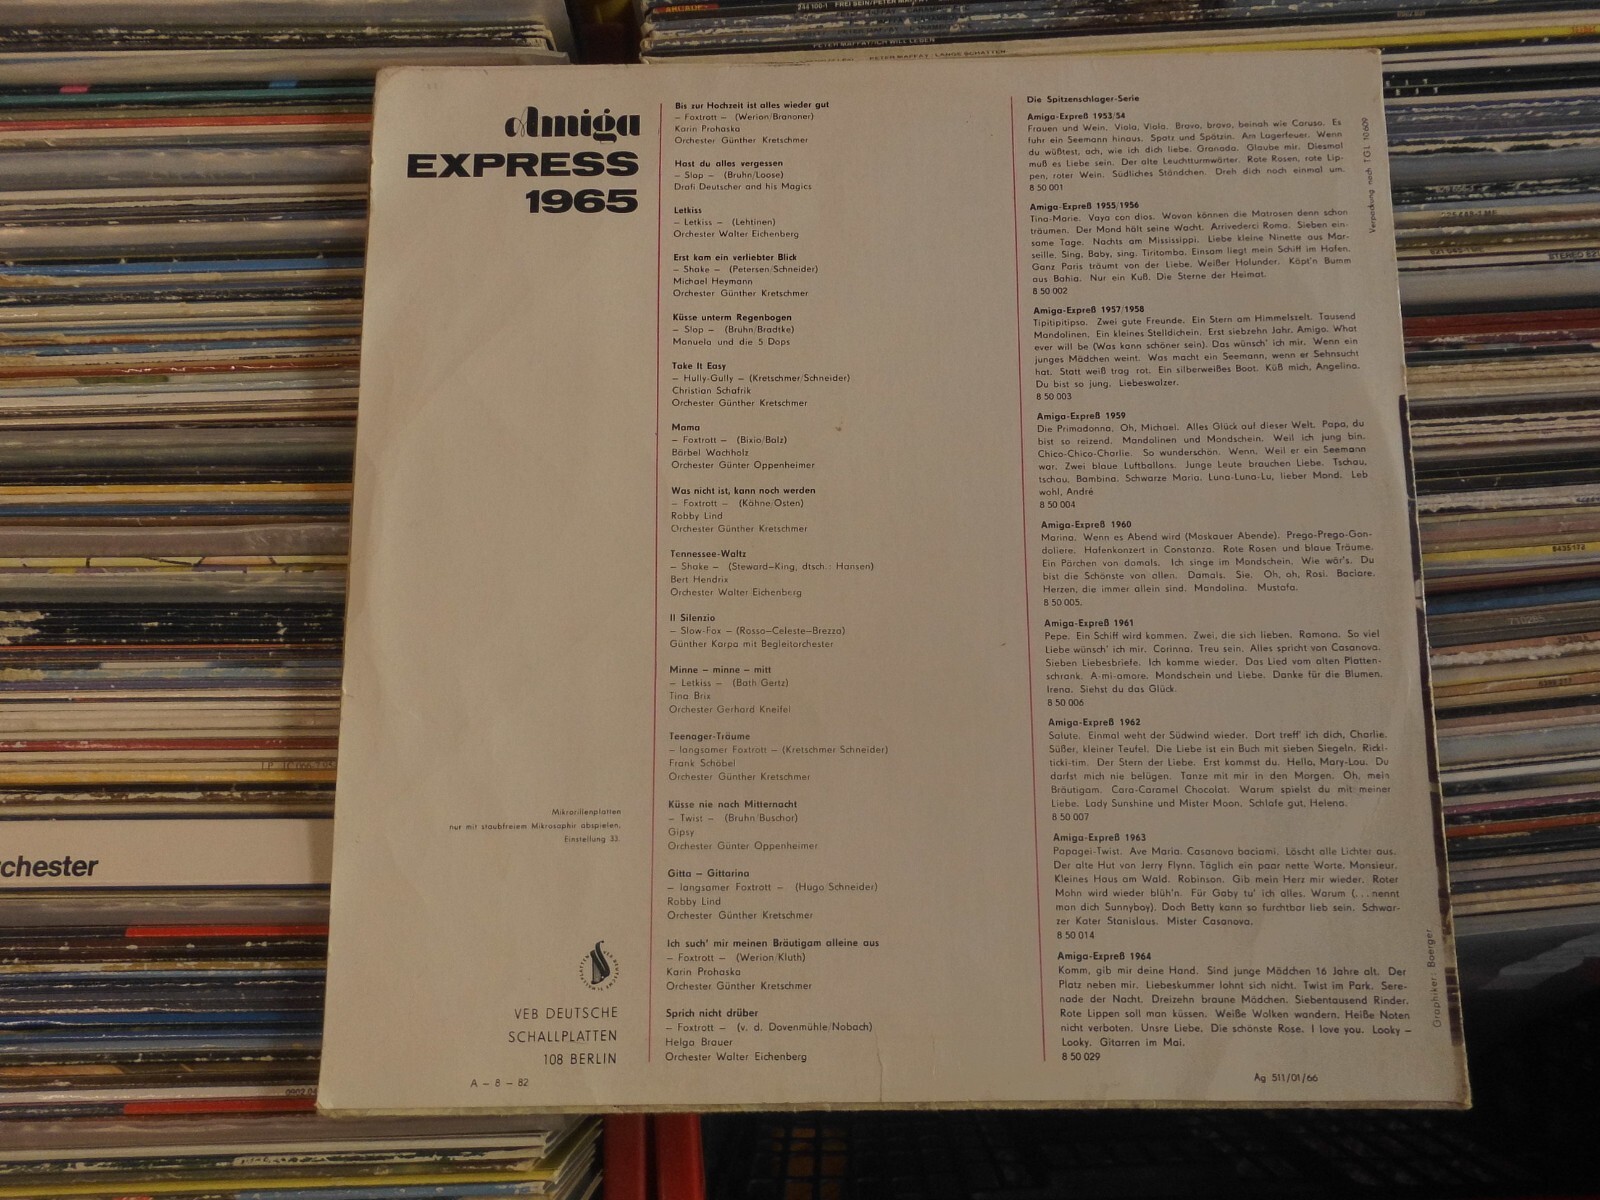 244 100-1 FREI SEIN/PETER MAFFAY
PETER MAFFAY/ICH WILL LEBEN
PETER MAFFAY · LANGE SCHATTEN
Amiga
EXPRESS
1965
Mikrorillenplatten
nur mit staubfreiem Mikrosaphir abspielen.
Einstellung 33.
VEB DEUTSCHE
SCHALLPLATTEN
108 BERLIN
A – 8 – 82
Bis zur Hochzeit ist alles wieder gut
– Foxtrott – (Werion/Brandner)
Karin Prohaska
Orchester Günther Kretschmer
Hast du alles vergessen
– Slop – (Bruhn/Loose)
Drafi Deutscher and his Magics
Letkiss
– Letkiss – (Lehtinen)
Orchester Walter Eichenberg
Erst kam ein verliebter Blick
– Shake – (Petersen/Schneider)
Michael Heymann
Orchester Günther Kretschmer
Küsse unterm Regenbogen
– Slop – (Bruhn/Bradtke)
Manuela und die 5 Dops
Take It Easy
– Hully-Gully – (Kretschmer/Schneider)
Christian Schafrik
Orchester Günther Kretschmer
Mama
– Foxtrott – (Bixio/Balz)
Bärbel Wachholz
Orchester Günter Oppenheimer
Was nicht ist, kann noch werden
– Foxtrott – (Kähne/Osten)
Robby Lind
Orchester Günther Kretschmer
Tennessee-Waltz
– Shake – (Steward–King, dtsch.: Hansen)
Bert Hendrix
Orchester Walter Eichenberg
Il Silenzio
– Slow-Fox – (Rosso–Celeste–Brezza)
Günther Karpa mit Begleitorchester
Minne – minne – mitt
– Letkiss – (Bath/Gertz)
Tina Brix
Orchester Gerhard Kneifel
Teenager-Träume
– langsamer Foxtrott – (Kretschmer/Schneider)
Frank Schöbel
Orchester Günther Kretschmer
Küsse nie nach Mitternacht
– Twist – (Bruhn/Buschor)
Gipsy
Orchester Günter Oppenheimer
Gitta – Gittarina
– langsamer Foxtrott – (Hugo/Schneider)
Robby Lind
Orchester Günther Kretschmer
Ich such' mir meinen Bräutigam alleine aus
– Foxtrott – (Werion/Kluth)
Karin Prohaska
Orchester Günther Kretschmer
Sprich nicht drüber
– Foxtrott – (v. d. Dovenmühle/Nobach)
Helga Brauer
Orchester Walter Eichenberg
Die Spitzenschlager-Serie
Amiga-Expreß 1953/54
Frauen und Wein. Viola, Viola. Bravo, bravo, beinah wie Caruso. Es
fuhr ein Seemann hinaus. Spatz und Spätzin. Am Lagerfeuer. Wenn
du wüßtest, ach, wie ich dich liebe. Granada. Glaube mir. Diesmal
muß es Liebe sein. Der alte Leuchtturmwärter. Rote Rosen, rote Lip-
pen, roter Wein. Südliches Ständchen. Dreh dich noch einmal um.
8 50 001
Amiga-Expreß 1955/1956
Tina-Marie. Vaya con dios. Wovon können die Matrosen denn schon
träumen. Der Mond hält seine Wacht. Arrivederci Roma. Sieben ein-
same Tage. Nachts am Mississippi. Liebe kleine Ninette aus Mar-
seille. Sing, Baby, sing. Tiritomba. Einsam liegt mein Schiff im Hafen.
Ganz Paris träumt von der Liebe. Weißer Holunder. Käpt'n Bumm
aus Bahia. Nur ein Kuß. Die Sterne der Heimat.
8 50 002
Amiga-Expreß 1957/1958
Tipitipitipso. Zwei gute Freunde. Ein Stern am Himmelszelt. Tausend
Mandolinen. Ein kleines Stelldichein. Erst siebzehn Jahr. Amigo. What
ever will be (Was kann schöner sein). Das wünsch' ich mir. Wenn ein
junges Mädchen weint. Was macht ein Seemann, wenn er Sehnsucht
hat. Statt weiß trag rot. Ein silberweißes Boot. Küß mich, Angelina.
Du bist so jung. Liebeswalzer.
8 50 003
Amiga-Expreß 1959
Die Primadonna. Oh, Michael. Alles Glück auf dieser Welt. Papa, du
bist so reizend. Mandolinen und Mondschein. Weil ich jung bin.
Chico-Chico-Charlie. So wunderschön. Wenn. Weil er ein Seemann
war. Zwei blaue Luftballons. Junge Leute brauchen Liebe. Tschau,
tschau, Bambina. Schwarze Maria. Luna-Luna-Lu, lieber Mond. Leb
wohl, André
8 50 004
Amiga-Expreß 1960
Marina. Wenn es Abend wird (Moskauer Abende). Prego-Prego-Gon-
doliere. Hafenkonzert in Constanza. Rote Rosen und blaue Träume.
Ein Pärchen von damals. Ich singe im Mondschein. Wie wär's. Du
bist die Schönste von allen. Damals. Sie. Oh, oh, Rosi. Baciare.
Herzen, die immer allein sind. Mandolina. Mustafa.
8 50 005.
Amiga-Expreß 1961
Pepe. Ein Schiff wird kommen. Zwei, die sich lieben. Ramona. So viel
Liebe wünsch' ich mir. Corinna. Treu sein. Alles spricht von Casanova.
Sieben Liebesbriefe. Ich komme wieder. Das Lied vom alten Platten-
schrank. A-mi-amore. Mondschein und Liebe. Danke für die Blumen.
Irena. Siehst du das Glück.
8 50 006
Amiga-Expreß 1962
Salute. Einmal weht der Südwind wieder. Dort treff' ich dich, Charlie.
Süßer, kleiner Teufel. Die Liebe ist ein Buch mit sieben Siegeln. Ricki-
ticki-tim. Der Stern der Liebe. Erst kommst du. Hello, Mary-Lou. Du
darfst mich nie belügen. Tanze mit mir in den Morgen. Oh, mein
Bräutigam. Cara-Caramel Chocolat. Warum spielst du mit meiner
Liebe. Lady Sunshine und Mister Moon. Schlafe gut, Helena.
8 50 007
Amiga-Expreß 1963
Papagei-Twist. Ave Maria. Casanova baciami. Löscht alle Lichter aus.
Der alte Hut von Jerry Flynn. Täglich ein paar nette Worte, Monsieur.
Kleines Haus am Wald. Robinson. Gib mein Herz mir wieder. Roter
Mohn wird wieder blüh'n. Für Gaby tu' ich alles. Warum (...nennt
man dich Sunnyboy). Doch Betty kann so furchtbar lieb sein. Schwar-
zer Kater Stanislaus. Mister Casanova.
8 50 014
Amiga-Expreß 1964
Komm, gib mir deine Hand. Sind junge Mädchen 16 Jahre alt. Der
Platz neben mir. Liebeskummer lohnt sich nicht. Twist im Park. Sere-
nade der Nacht. Dreizehn braune Mädchen. Siebentausend Rinder.
Rote Lippen soll man küssen. Weiße Wolken wandern. Heiße Noten
nicht verboten. Unsre Liebe. Die schönste Rose. I love you. Looky –
Looky. Gitarren im Mai.
8 50 029
Ag 511/01/66
Verpackung nach TGL 10609
Graphiker: Boerger
chester